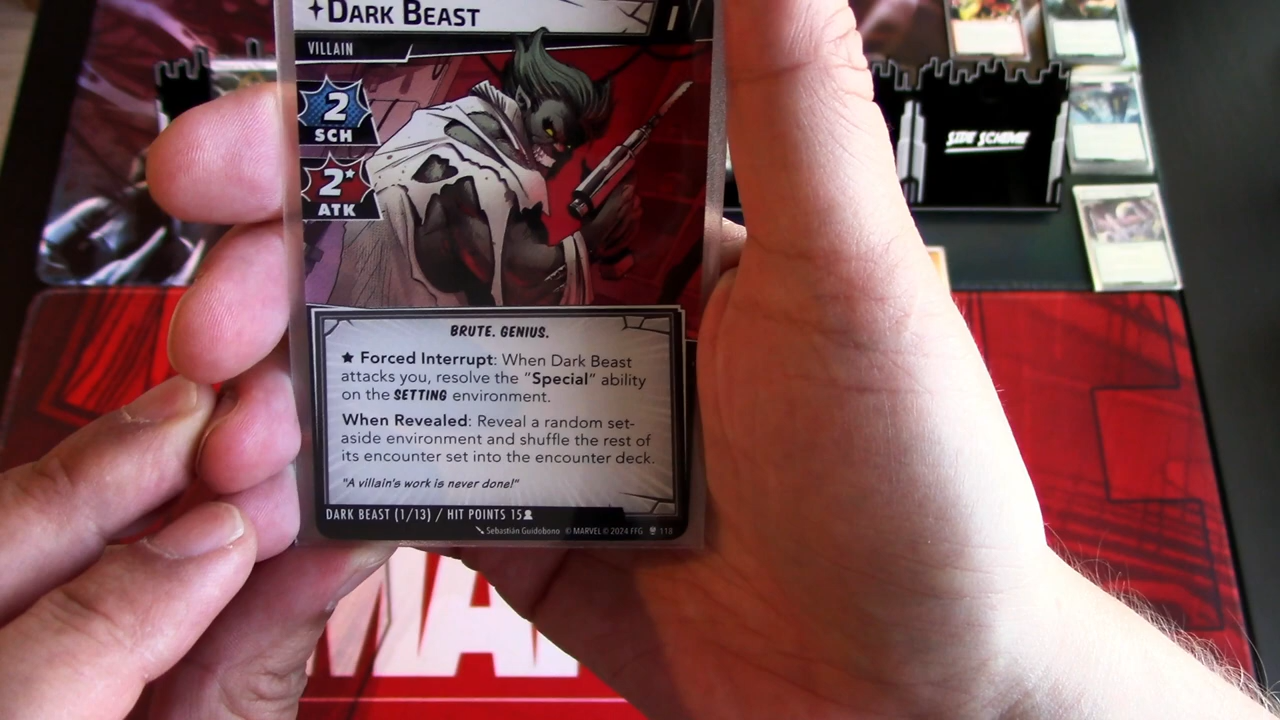 DARK BEAST
I
VILLAIN
2
SCH
2
ATK
SIDE SCHEME
BRUTE. GENIUS.
★ Forced Interrupt: When Dark Beast
attacks you, resolve the "Special" ability
on the SETTING environment.
When Revealed: Reveal a random set-
aside environment and shuffle the rest of
its encounter set into the encounter deck.
"A villain's work is never done!"
DARK BEAST (1/13) / HIT POINTS 15
Sebastián Guidobono © MARVEL © 2024 FFG 118